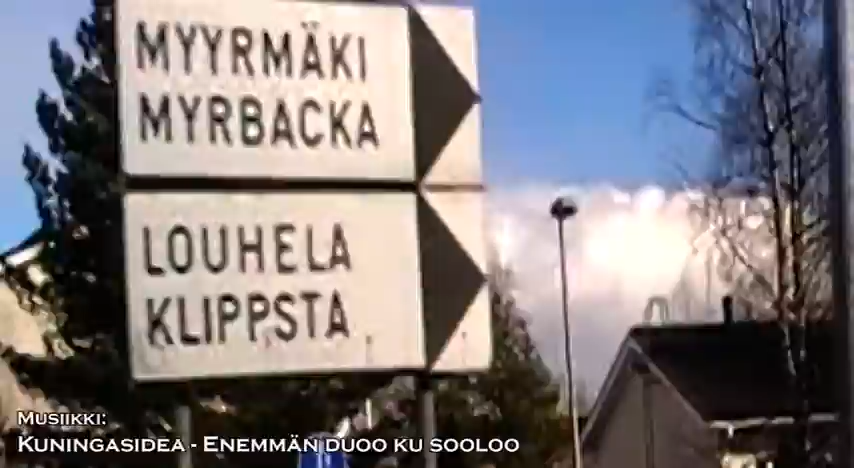 MYYRMÄKI
MYRBACKA
LOUHELA
KLIPPSTA
MUSIIKKI:
KUNINGASIDEA - ENEMMÄN DUOO KU SOOLOO